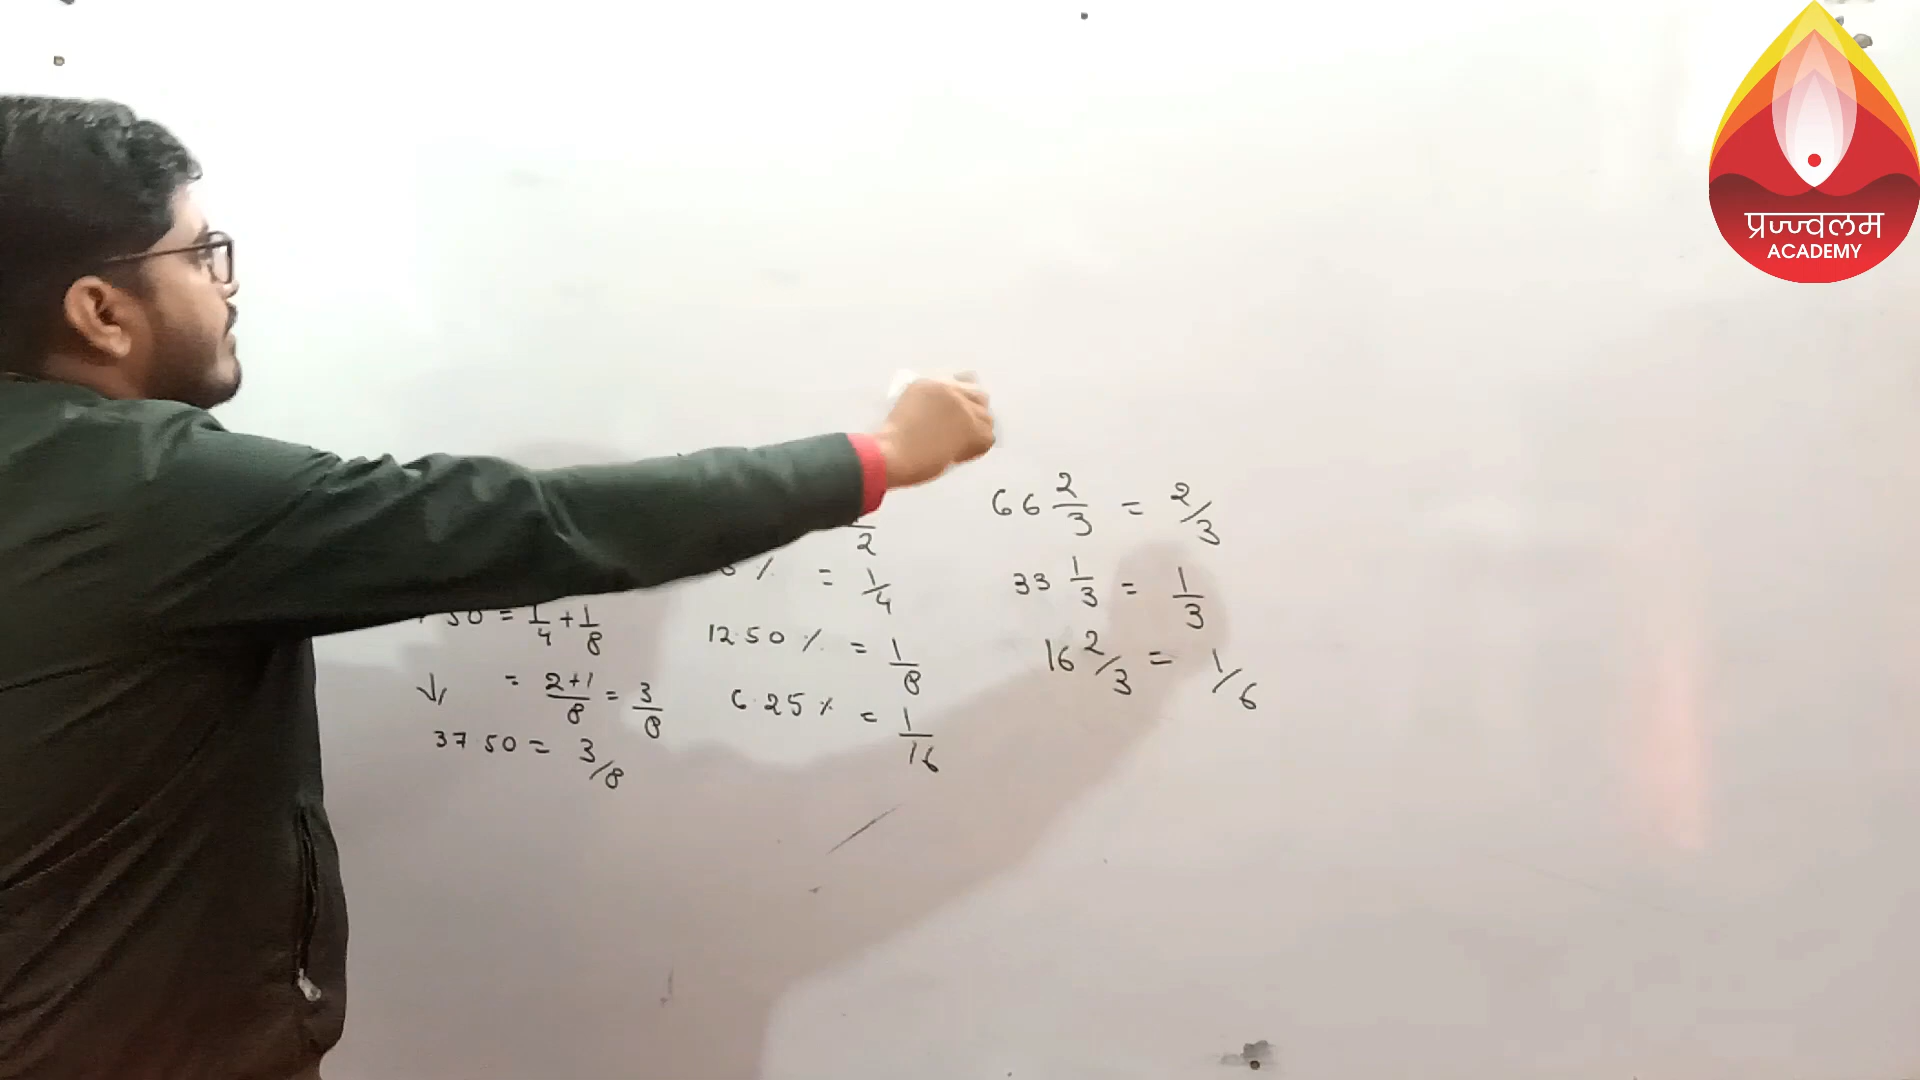 प्रज्ज्वलम
ACADEMY
50 = 1/4 + 1/8
= 2+1/8 = 3/8
37.50 = 3/8
2
% = 1/4
12.50 % = 1/8
6.25 % = 1/16
66 2/3 = 2/3
33 1/3 = 1/3
16 2/3 = 1/6